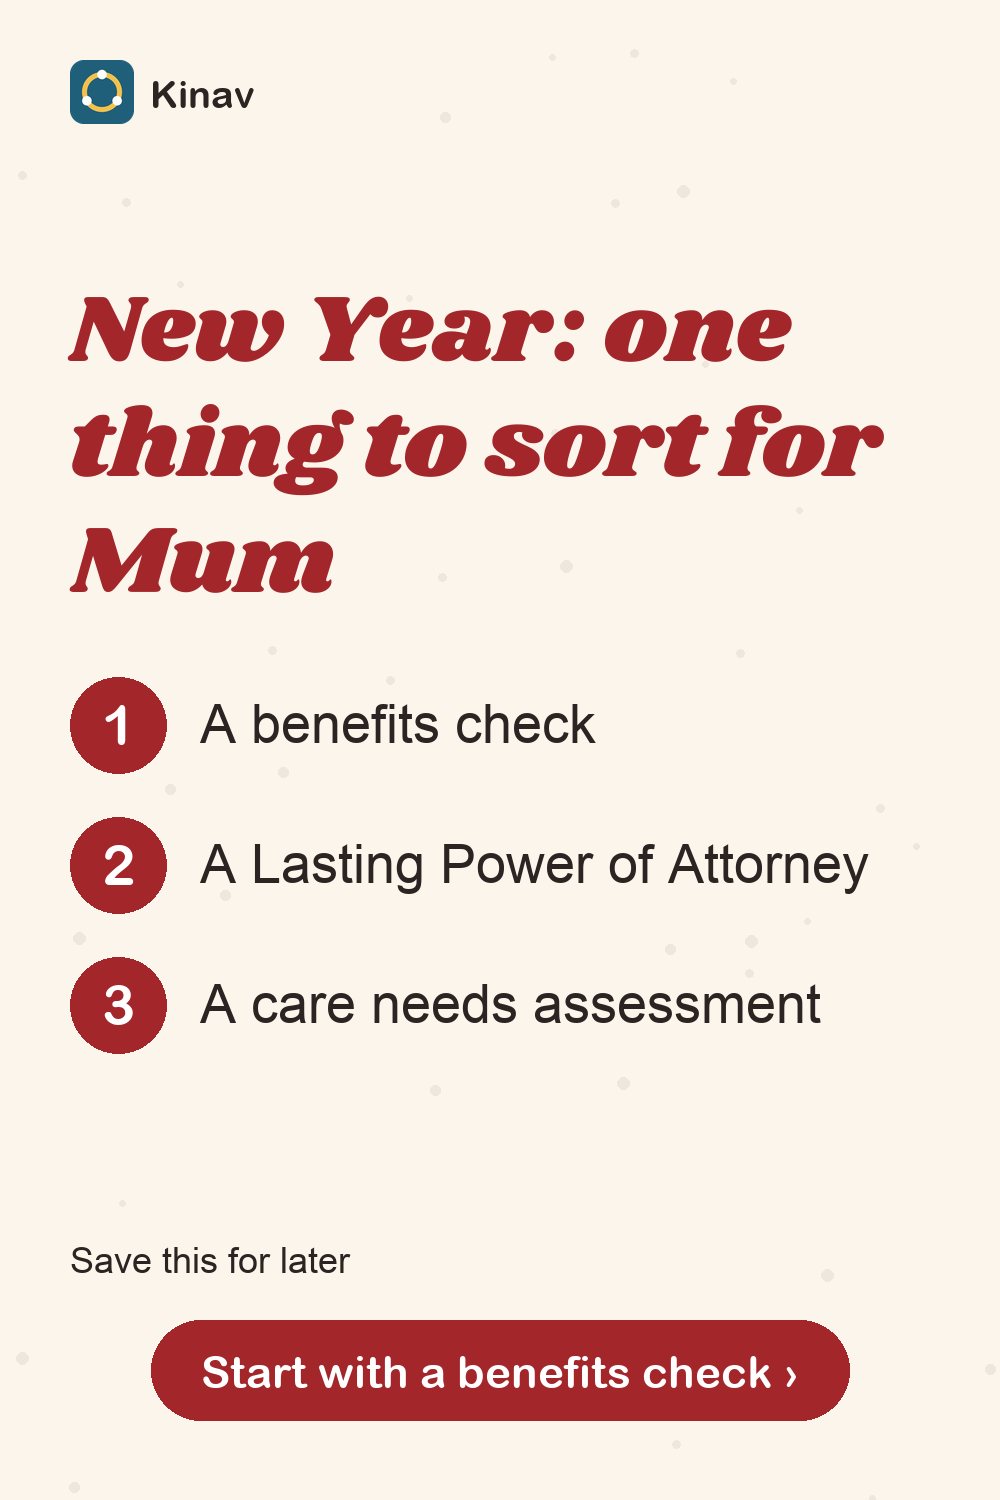 Kinav
New Year: one
thing to sort for
Mum
1 A benefits check
2 A Lasting Power of Attorney
3 A care needs assessment
Save this for later
Start with a benefits check ›